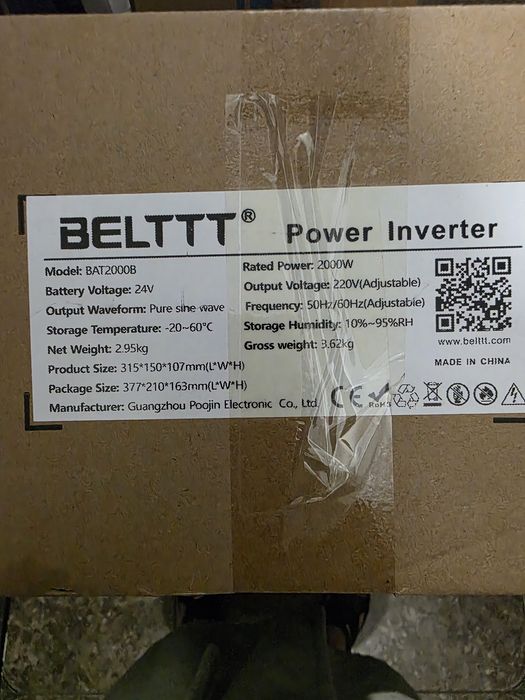 BELTTT®
Power Inverter
Model: BAT2000B
Battery Voltage: 24V
Output Waveform: Pure sine wave
Storage Temperature: -20~60℃
Net Weight: 2.95kg
Product Size: 315*150*107mm(L*W*H)
Package Size: 377*210*163mm(L*W*H)
Manufacturer: Guangzhou Poojin Electronic Co., Ltd
Rated Power: 2000W
Output Voltage: 220V(Adjustable)
Frequency: 50Hz/60Hz(Adjustable)
Storage Humidity: 10%~95%RH
Gross weight: 3.62kg
www.belttt.com
MADE IN CHINA
CE
RoHS